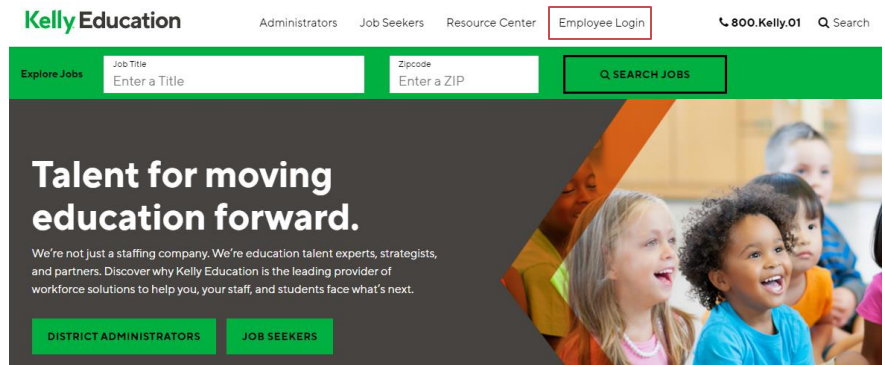 Kelly Education
Administrators Job Seekers Resource Center Employee Login 800.Kelly.01 Search
Explore Jobs
Job Title
Enter a Title
Zipcode
Enter a ZIP
SEARCH JOBS
Talent for moving
education forward.
We're not just a staffing company. We're education talent experts, strategists,
and partners. Discover why Kelly Education is the leading provider of
workforce solutions to help you, your staff, and students face what's next.
DISTRICT ADMINISTRATORS JOB SEEKERS